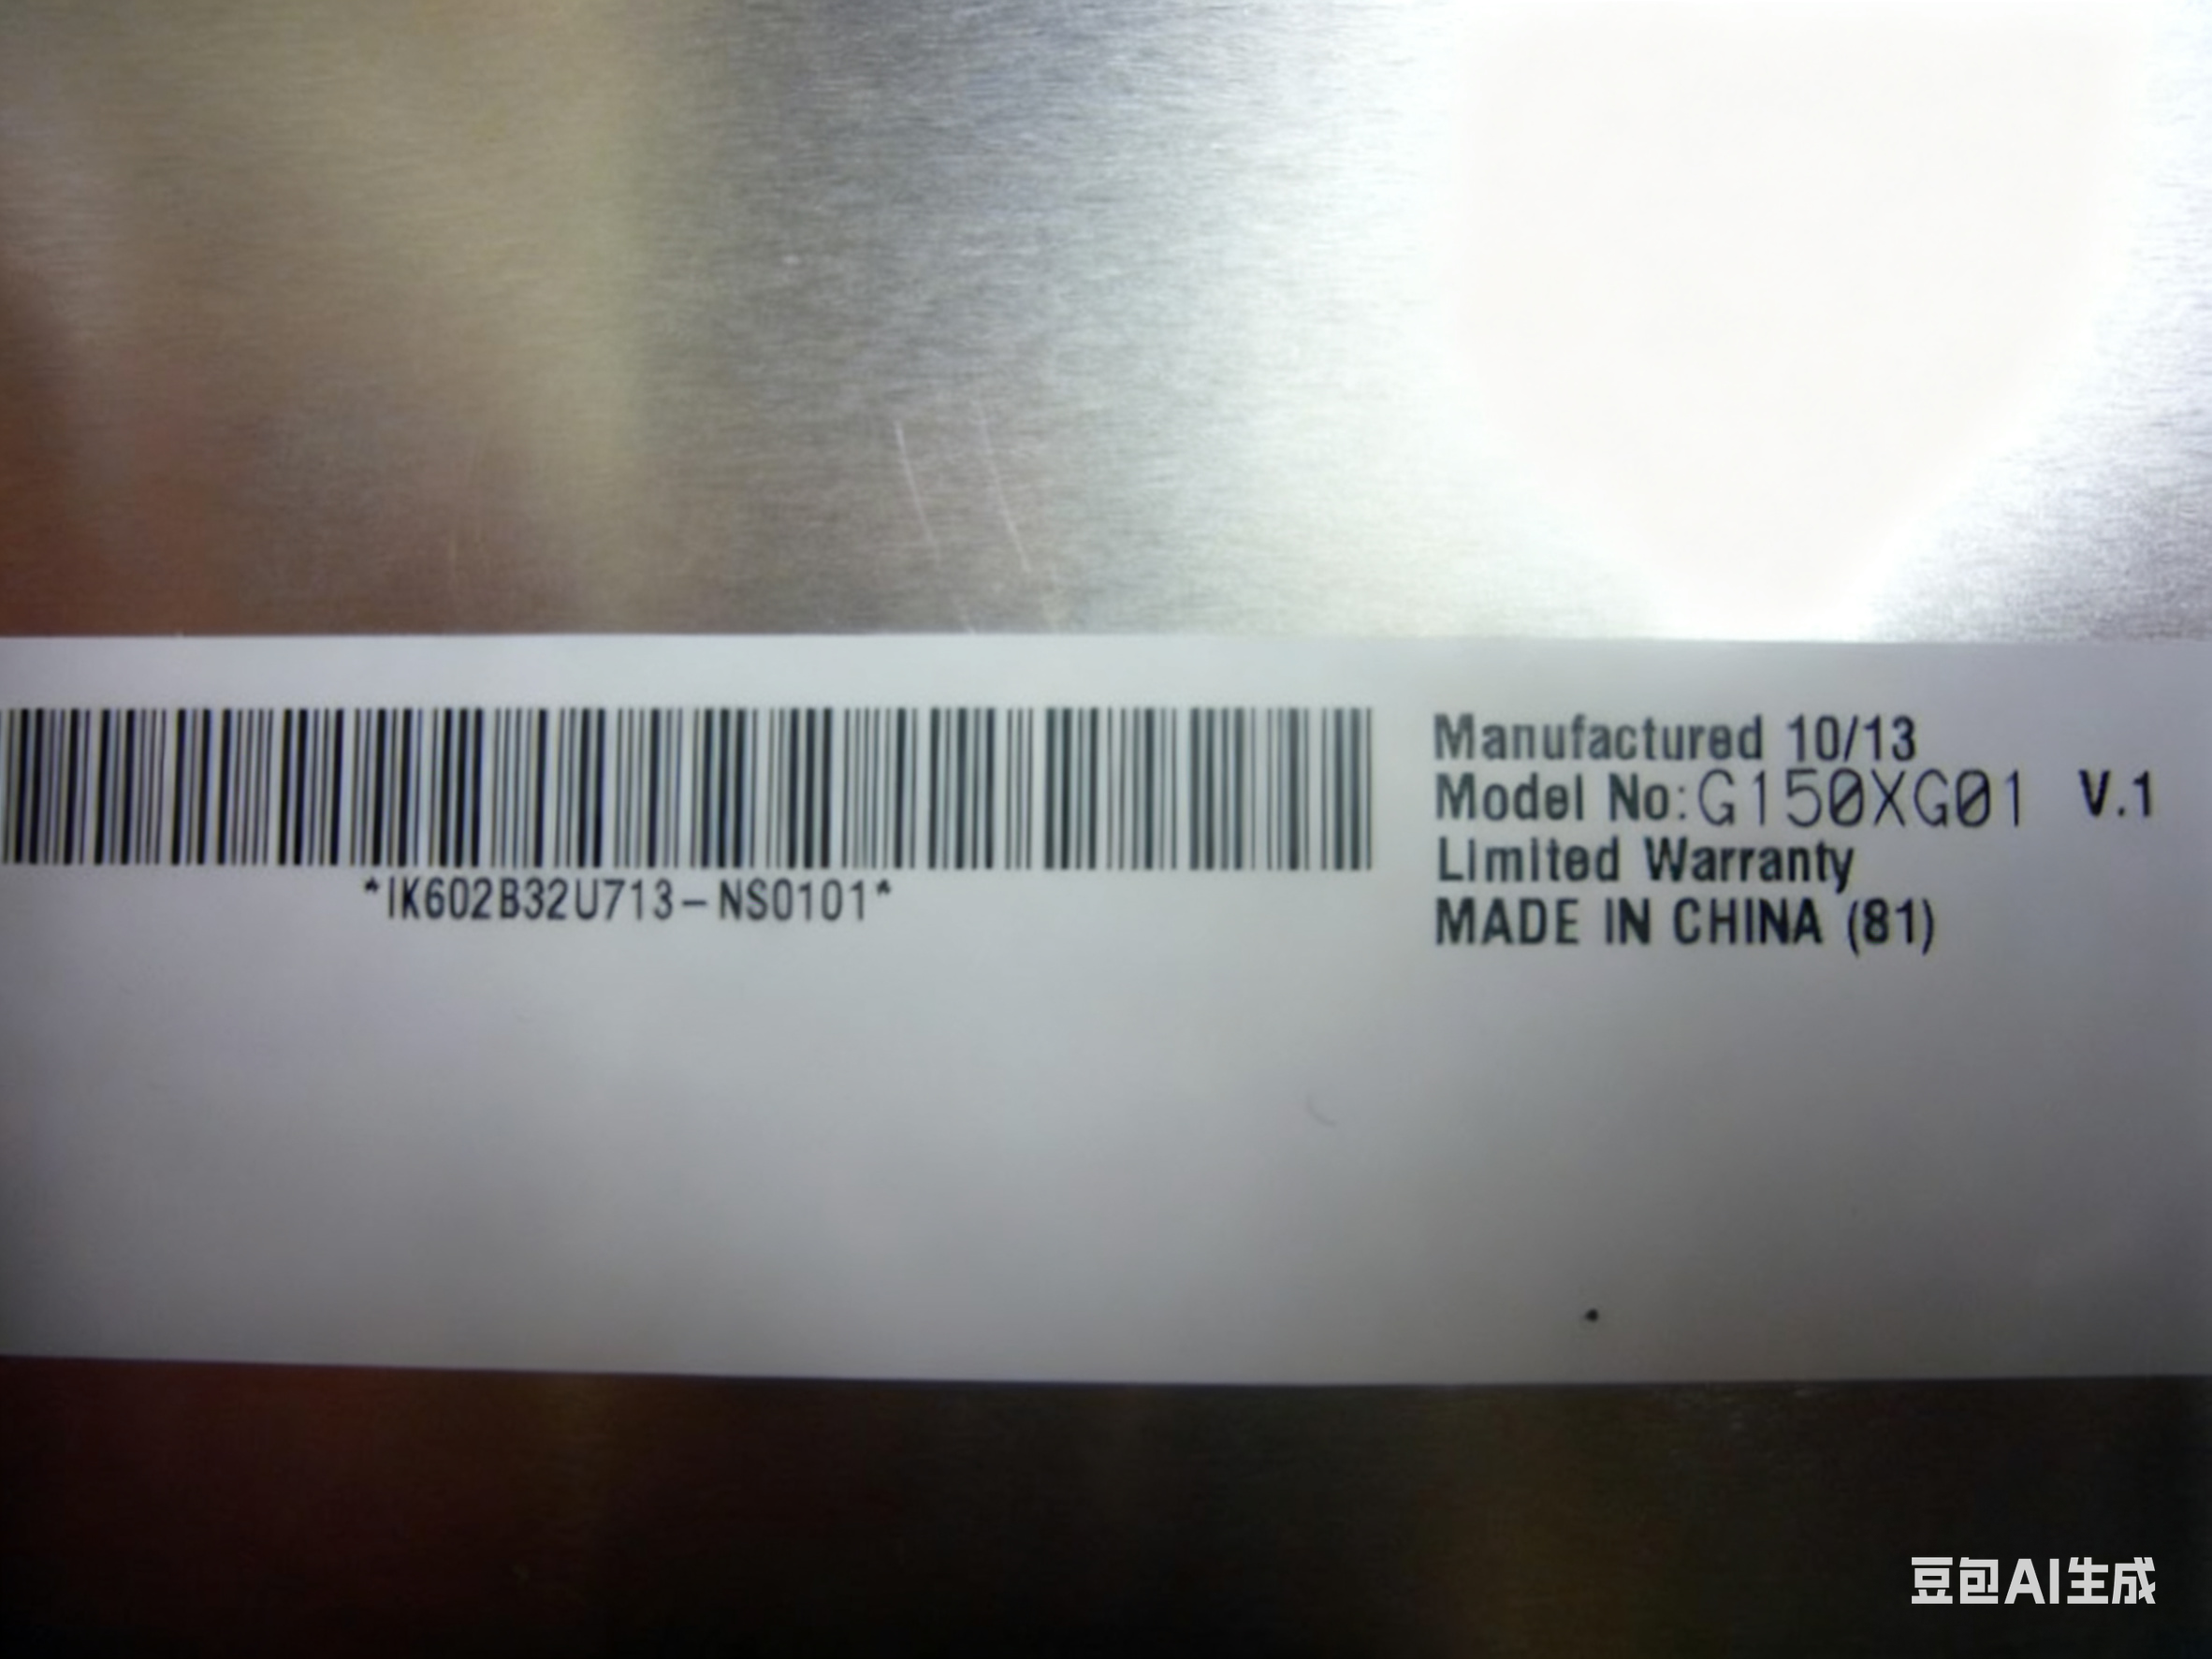 *IK602B32U713-NS0101*
Manufactured 10/13
Model No:G150XG01 V.1
Limited Warranty
MADE IN CHINA (81)
豆包AI生成